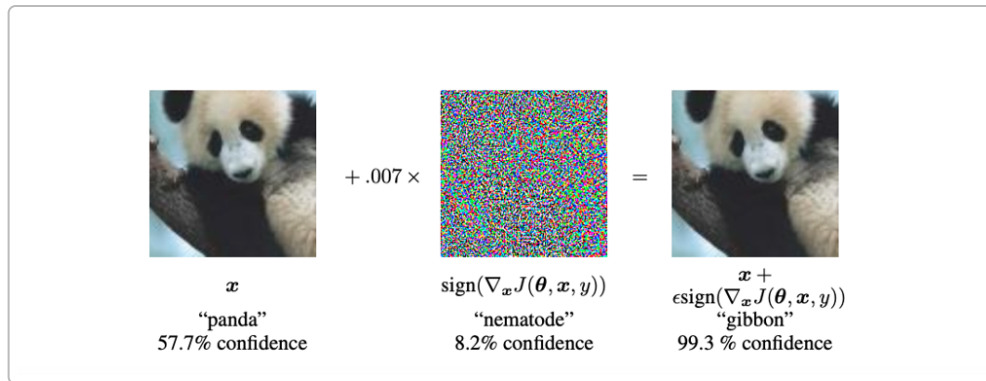 + .007 ×
=
x
sign(∇ₓJ(θ, x, y))
x +
ϵsign(∇ₓJ(θ, x, y))
“panda”
“nematode”
“gibbon”
57.7% confidence
8.2% confidence
99.3 % confidence